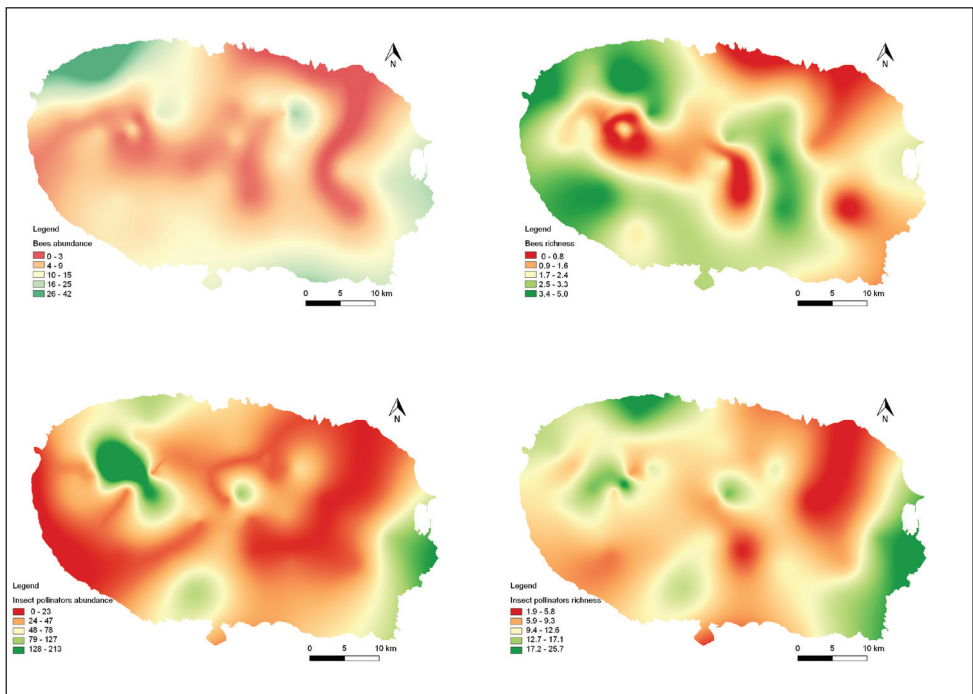 N
Legend
Bees abundance
0 - 3
4 - 9
10 - 15
16 - 25
26 - 42
0 5 10 km
N
Legend
Bees richness
0 - 0.8
0.9 - 1.6
1.7 - 2.4
2.5 - 3.3
3.4 - 5.0
0 5 10 km
N
Legend
Insect pollinators abundance
0 - 23
24 - 47
48 - 78
79 - 127
128 - 213
0 5 10 km
N
Legend
Insect pollinators richness
1.9 - 5.8
5.9 - 9.3
9.4 - 12.6
12.7 - 17.1
17.2 - 25.7
0 5 10 km